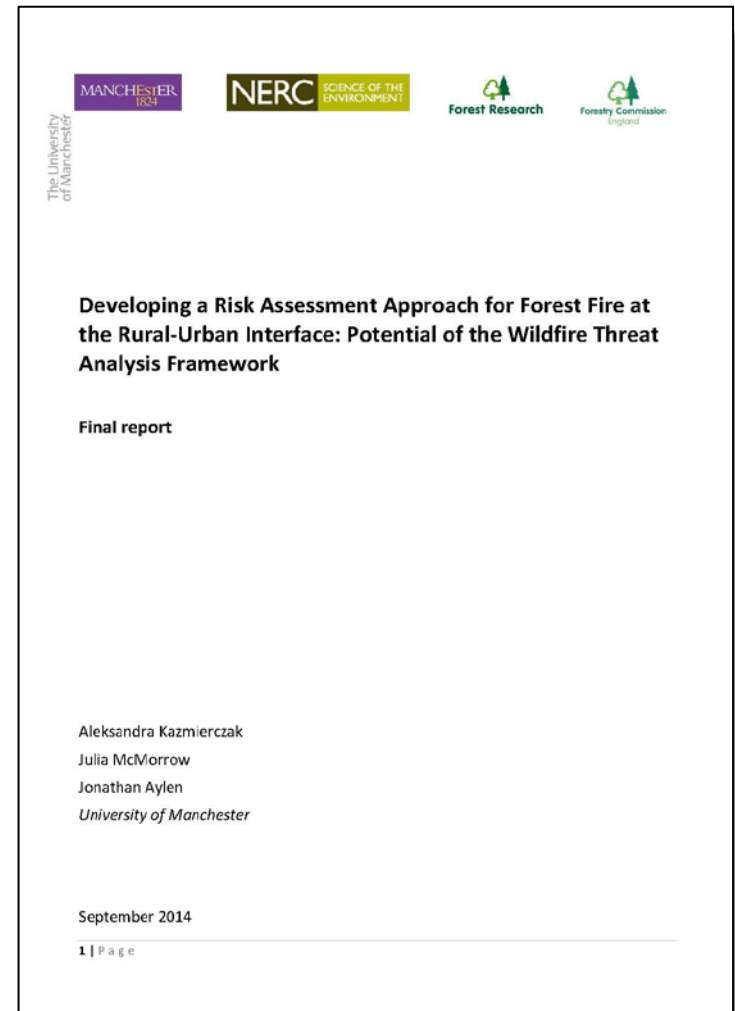 MANCHESTER
1824
The University
of Manchester
NERC SCIENCE OF THE
ENVIRONMENT
Forest Research
Forestry Commission
England
Developing a Risk Assessment Approach for Forest Fire at
the Rural-Urban Interface: Potential of the Wildfire Threat
Analysis Framework
Final report
Aleksandra Kazmierczak
Julia McMorrow
Jonathan Aylen
University of Manchester
September 2014
1 | Page